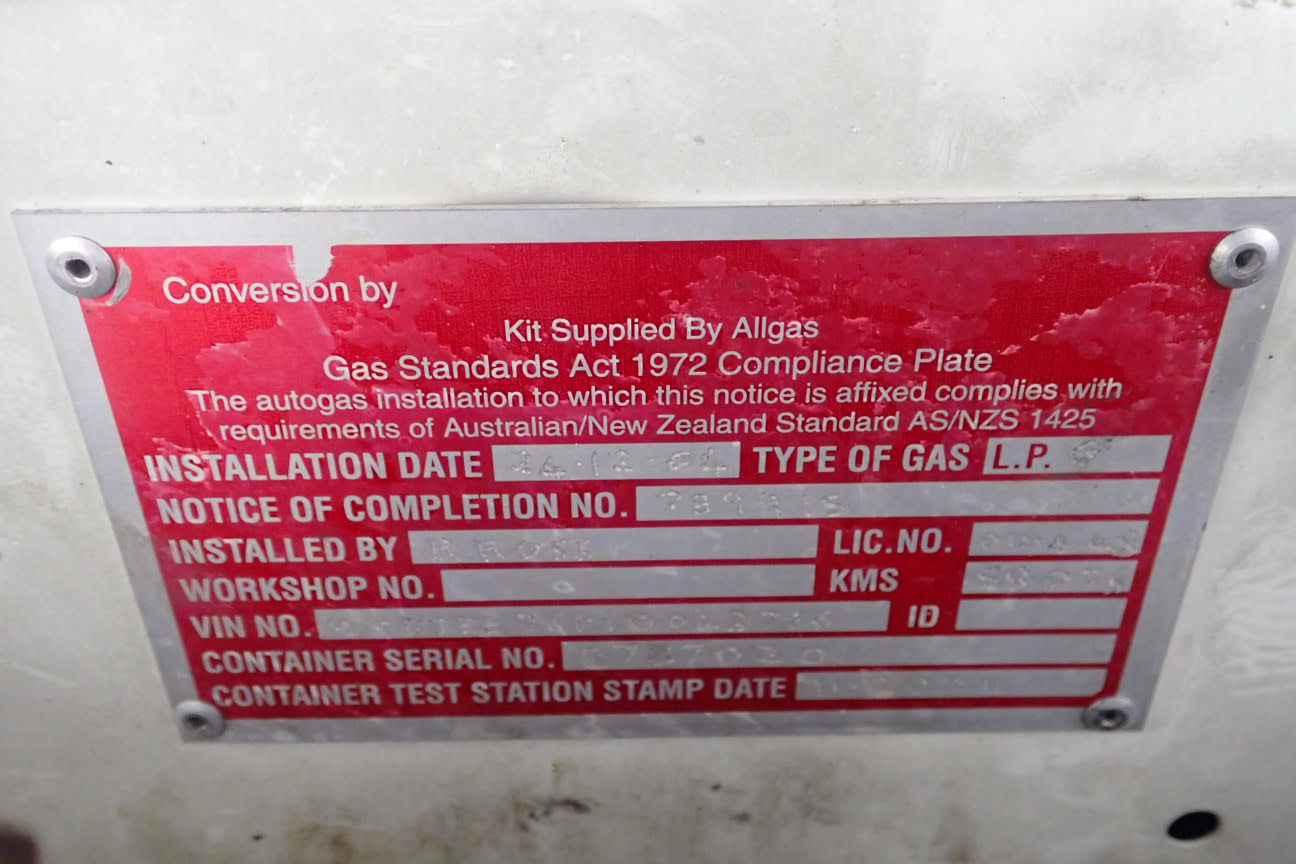 Conversion by
Kit Supplied By Allgas
Gas Standards Act 1972 Compliance Plate
The autogas installation to which this notice is affixed complies with
requirements of Australian/New Zealand Standard AS/NZS 1425
INSTALLATION DATE 24·12·04 TYPE OF GAS L.P. G
NOTICE OF COMPLETION NO.
INSTALLED BY LIC.NO.
WORKSHOP NO. KMS
VIN NO. ID
CONTAINER SERIAL NO.
CONTAINER TEST STATION STAMP DATE